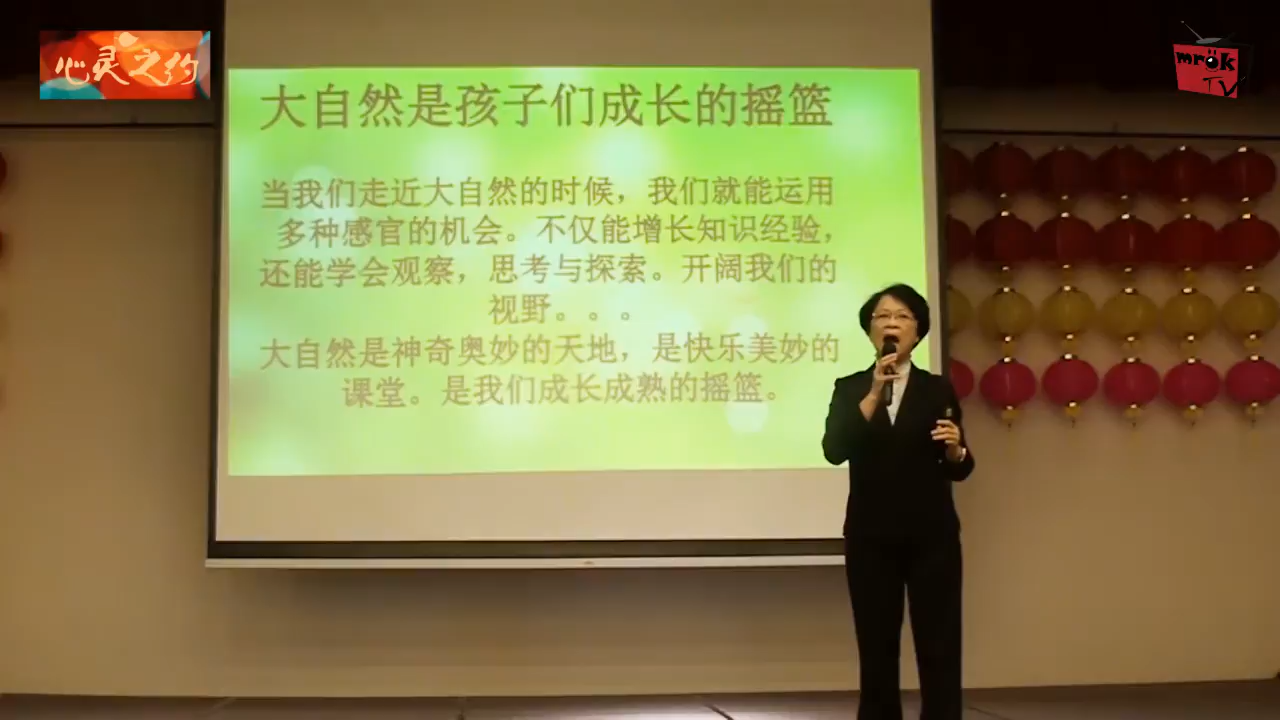 心灵之约
mrök
TV
大自然是孩子们成长的摇篮
当我们走近大自然的时候，我们就能运用
多种感官的机会。不仅能增长知识经验，
还能学会观察，思考与探索。开阔我们的
视野。。。
大自然是神奇奥妙的天地，是快乐美妙的
课堂。是我们成长成熟的摇篮。